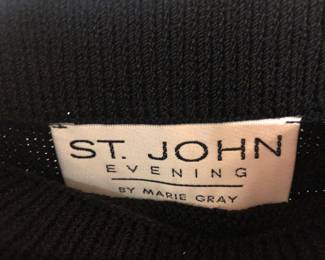 ST. JOHN
EVENING
BY MARIE GRAY